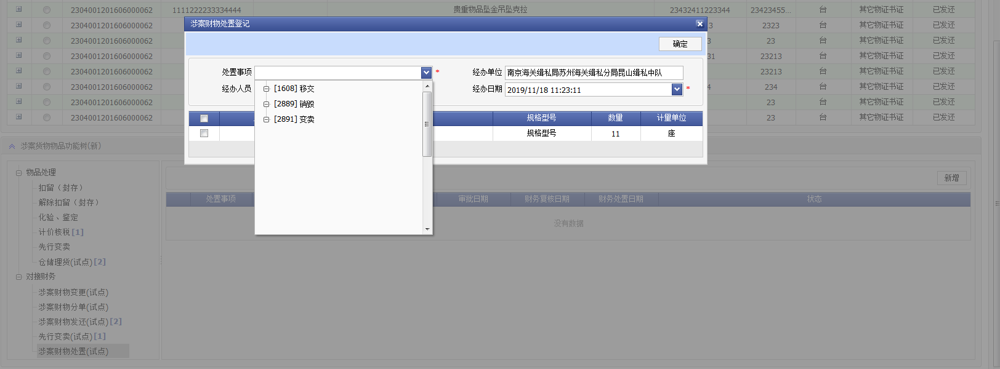 2304001201606000062 1111222233334444 贵重物品坠金吊坠克拉 23432411223344 23423455... 台 其它物证书证 已发还
涉案财物处置登记
2304001201606000062 3 2323 台 其它物证书证 已发还
2304001201606000062 3 23 台 其它物证书证 已发还
确定
2304001201606000062 31 23213 台 其它物证书证 已发还
2304001201606000062 23213 台 其它物证书证 已发还
处置事项 * 经办单位 南京海关缉私局苏州海关缉私分局昆山缉私中队
2304001201606000062 4 234 台 其它物证书证 已发还
经办人员 经办日期 2019/11/18 11:23:11 *
[1608] 移交
[2889] 销毁
[2891] 变卖
2304001201606000062 23 台 其它物证书证 已发还
2304001201606000062 23 台 其它物证书证 已发还
规格型号 数量 计量单位
规格型号 11 座
涉案货物物品功能树(新)
物品处理
扣留（封存）
解除扣留（封存）
化验、鉴定
计价核税[1]
先行变卖
仓储理货(试点)[2]
对接财务
涉案财物变更(试点)
涉案财物分单(试点)
涉案财物发还(试点)[2]
先行变卖(试点)[1]
涉案财物处置(试点)
新增
处置事项 审批日期 财务复核日期 财务处置日期 状态
没有数据